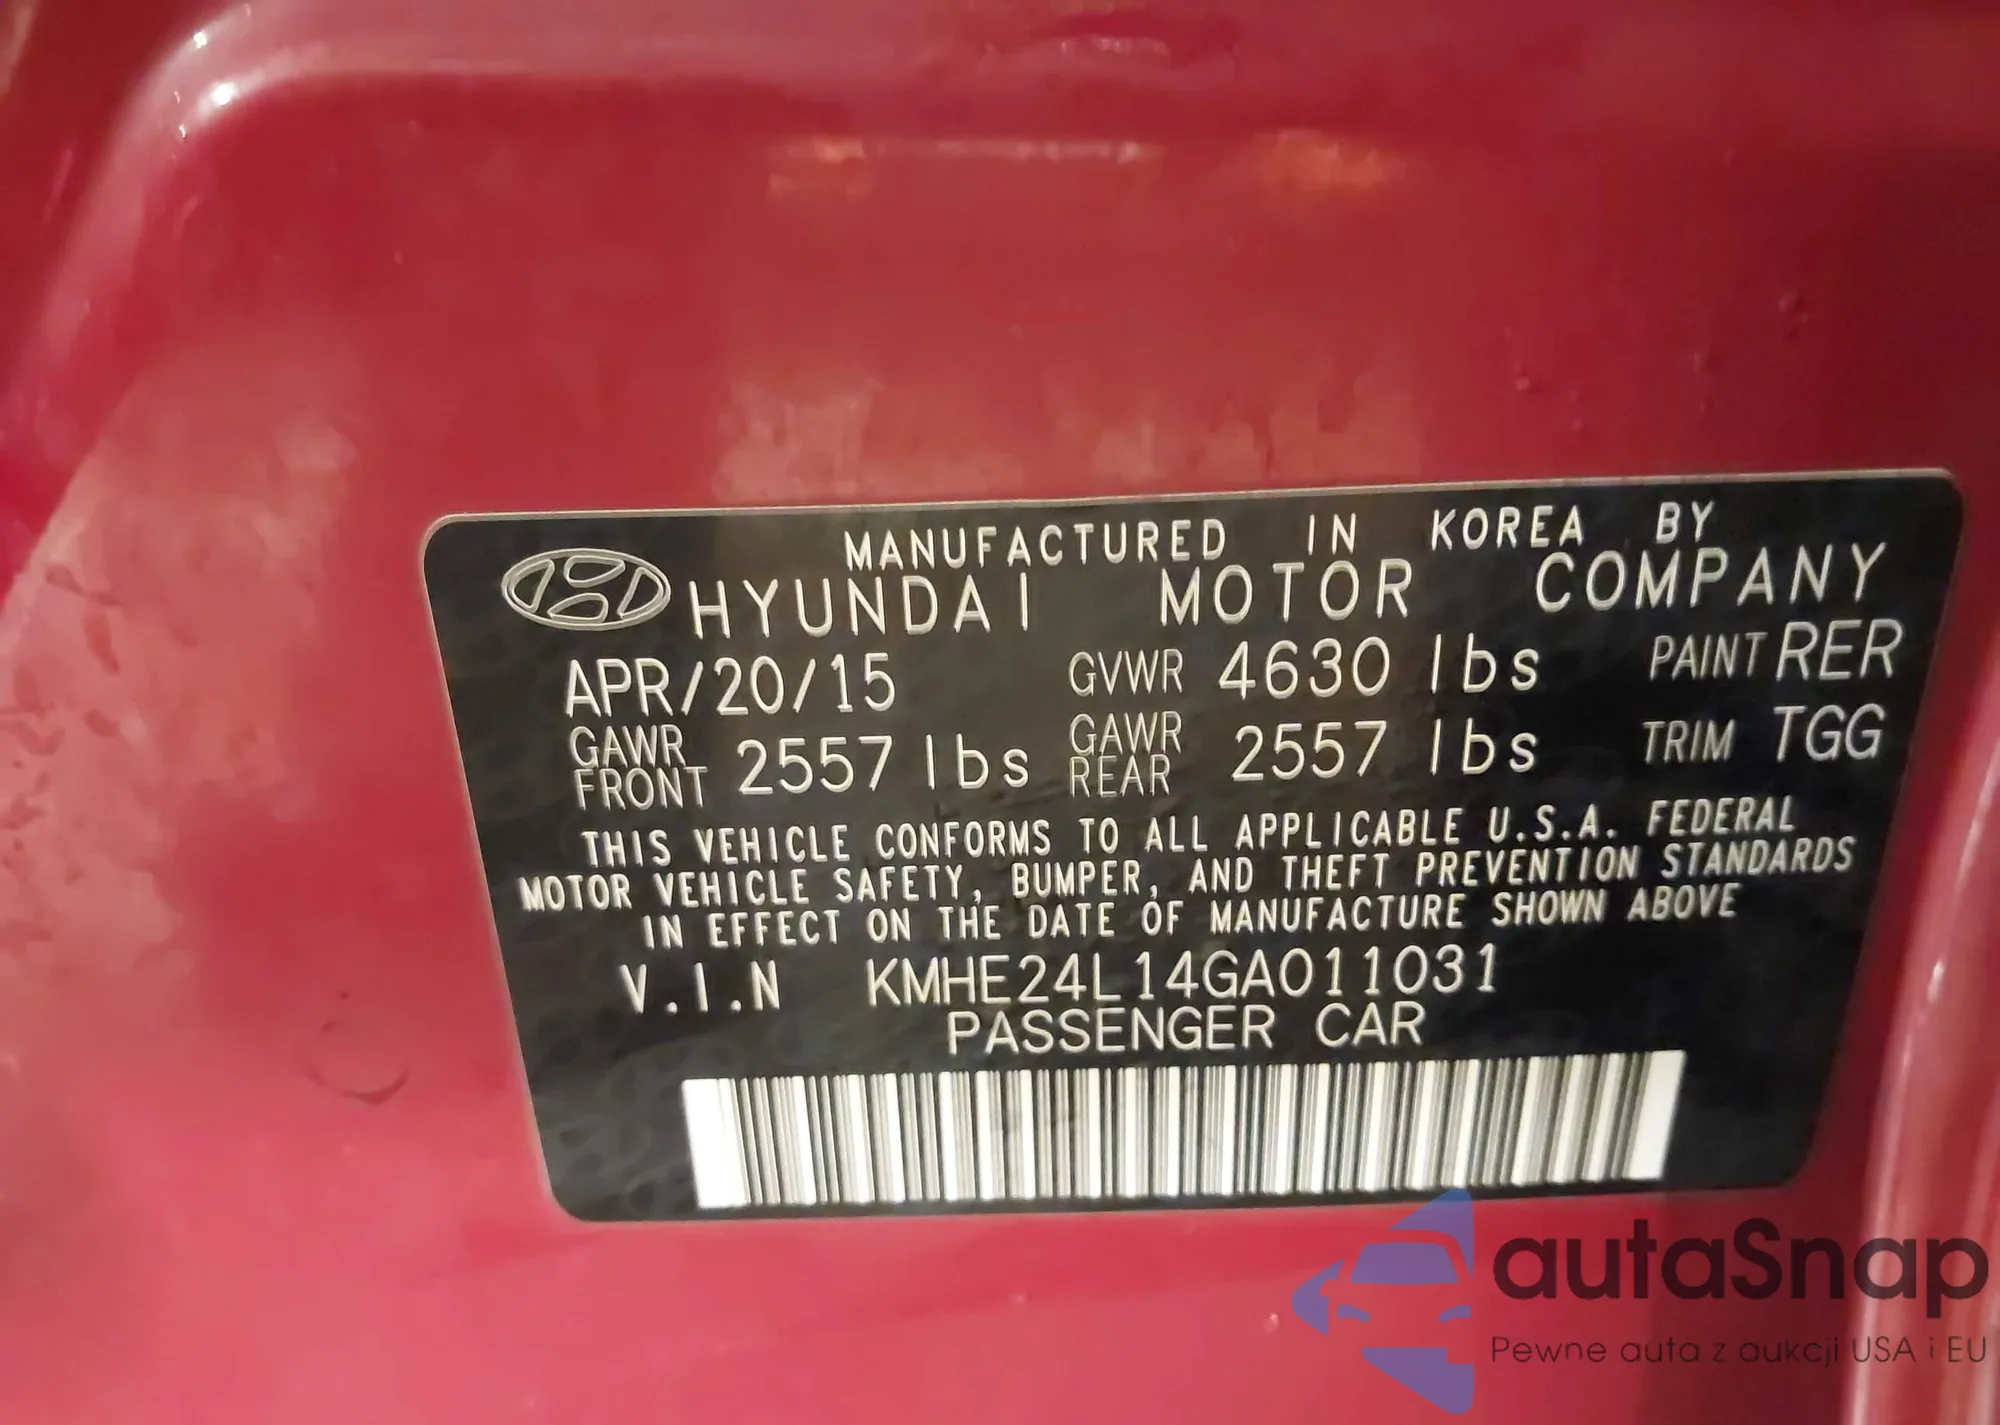 MANUFACTURED IN KOREA BY
HYUNDAI MOTOR COMPANY
APR/20/15 GVWR 4630 lbs PAINT RER
GAWR FRONT 2557 lbs GAWR REAR 2557 lbs TRIM TGG
THIS VEHICLE CONFORMS TO ALL APPLICABLE U.S.A. FEDERAL
MOTOR VEHICLE SAFETY, BUMPER, AND THEFT PREVENTION STANDARDS
IN EFFECT ON THE DATE OF MANUFACTURE SHOWN ABOVE
V.I.N KMHE24L14GA011031
PASSENGER CAR
autaSnap
Pewne auta z aukcji USA i EU